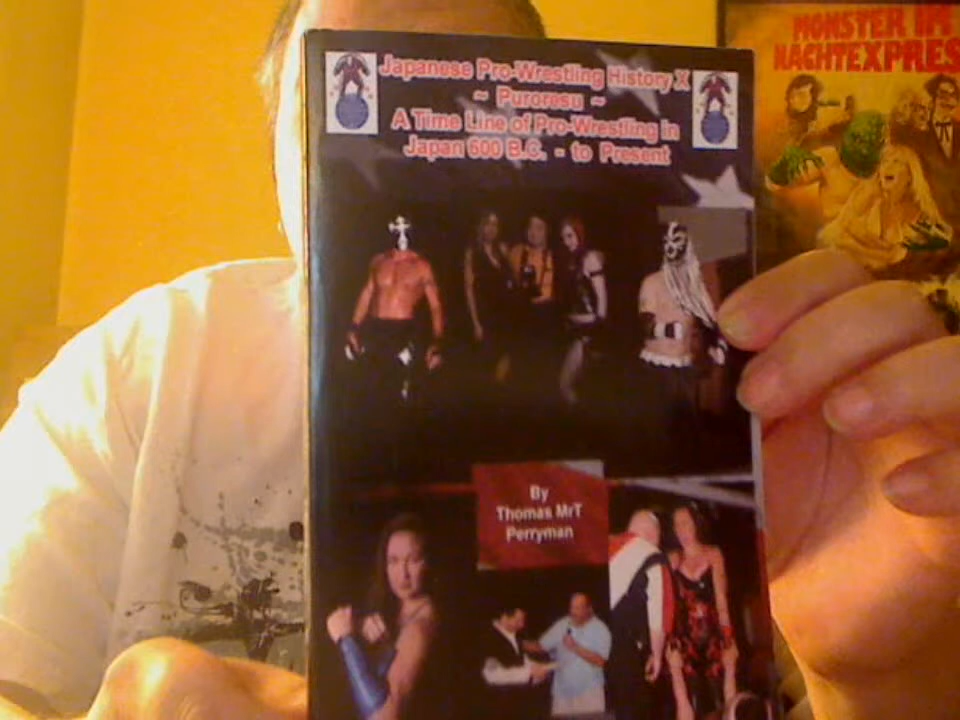 Japanese Pro-Wrestling History X
~ Puroresu ~
A Time Line of Pro-Wrestling in
Japan 600 B.C. - to Present
By
Thomas MrT
Perryman
MONSTER IM
NACHTEXPRES